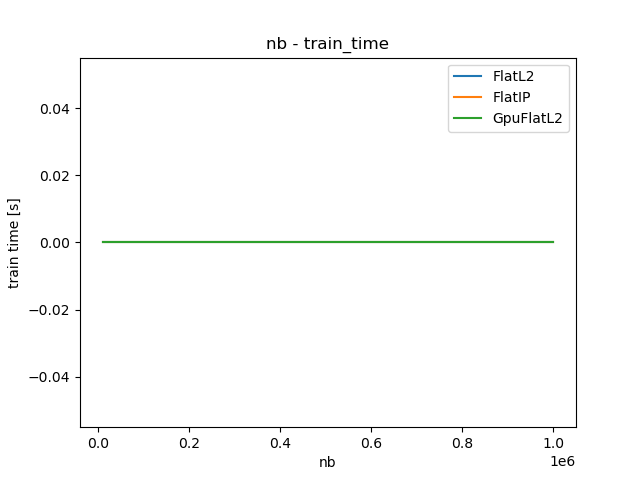 nb - train_time
FlatL2
FlatIP
GpuFlatL2
0.04
0.02
0.00
−0.02
−0.04
train time [s]
0.0 0.2 0.4 0.6 0.8 1.0
1e6
nb